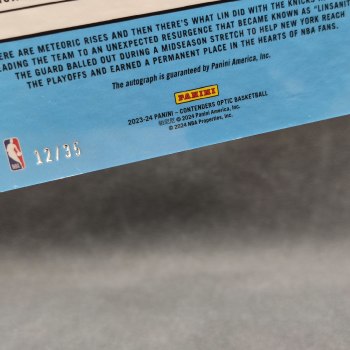 ERE ARE METEORIC RISES AND THEN THERE'S WHAT LIN DID WITH THE KNICKS
ADING THE TEAM TO AN UNEXPECTED RESURGENCE THAT BECAME KNOWN AS "LINSANIT
THE GUARD BALLED OUT DURING A MIDSEASON STRETCH TO HELP NEW YORK REACH
THE PLAYOFFS AND EARNED A PERMANENT PLACE IN THE HEARTS OF NBA FANS.
The autograph is guaranteed by Panini America, Inc.
PANINI
2023-24 PANINI – CONTENDERS OPTIC BASKETBALL
© 2024 Panini America, Inc.
© 2024 NBA Properties, Inc.
12/35